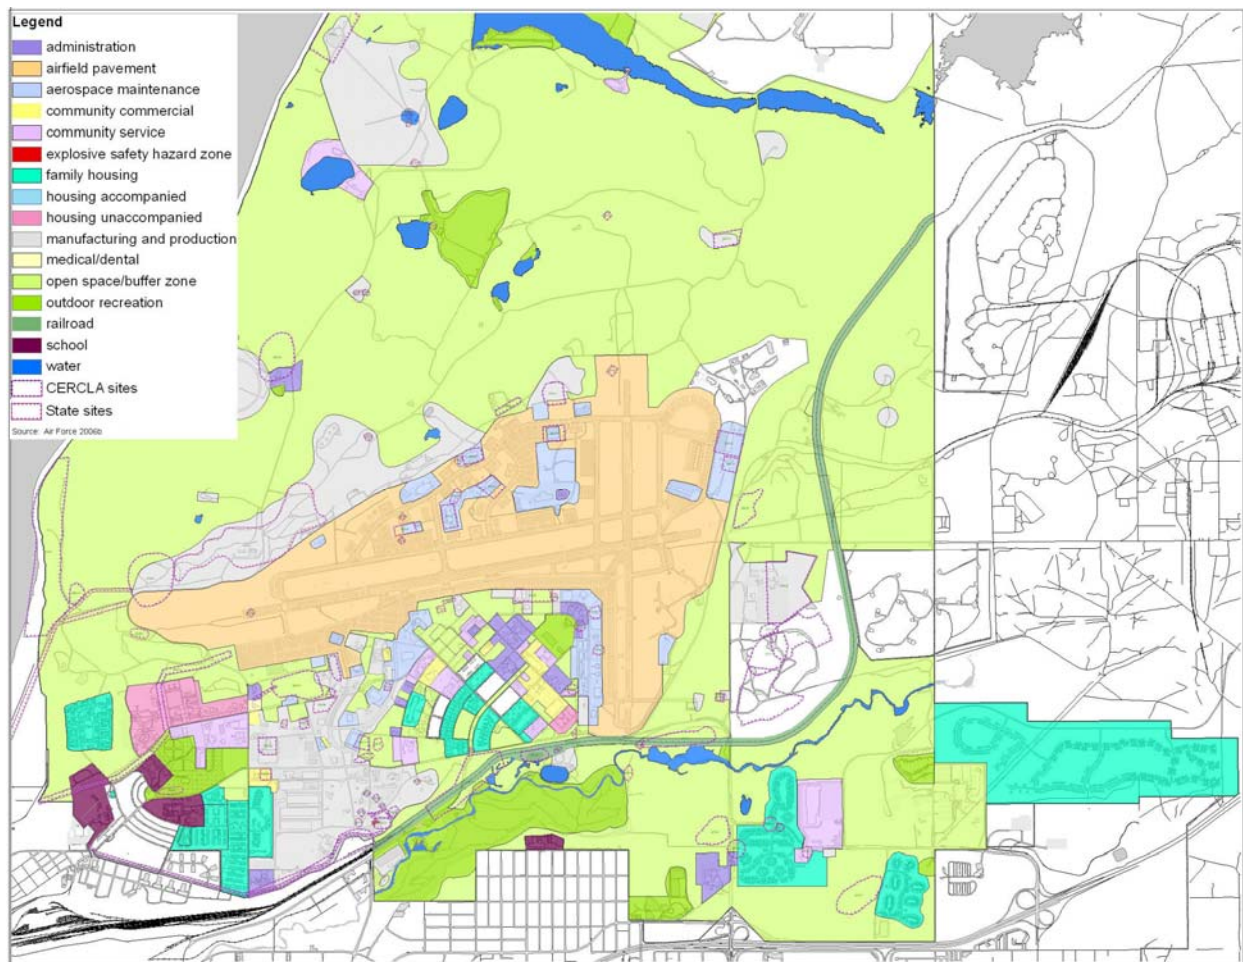 Legend
administration
airfield pavement
aerospace maintenance
community commercial
community service
explosive safety hazard zone
family housing
housing accompanied
housing unaccompanied
manufacturing and production
medical/dental
open space/buffer zone
outdoor recreation
railroad
school
water
CERCLA sites
State sites
Source: Air Force 2006b